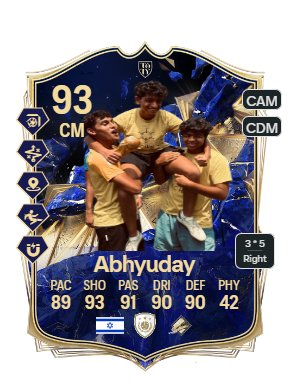 TOTY
93
CM
CAM
CDM
3 * 5
Right
Abhyuday
PAC SHO PAS DRI DEF PHY
89 93 91 90 90 42